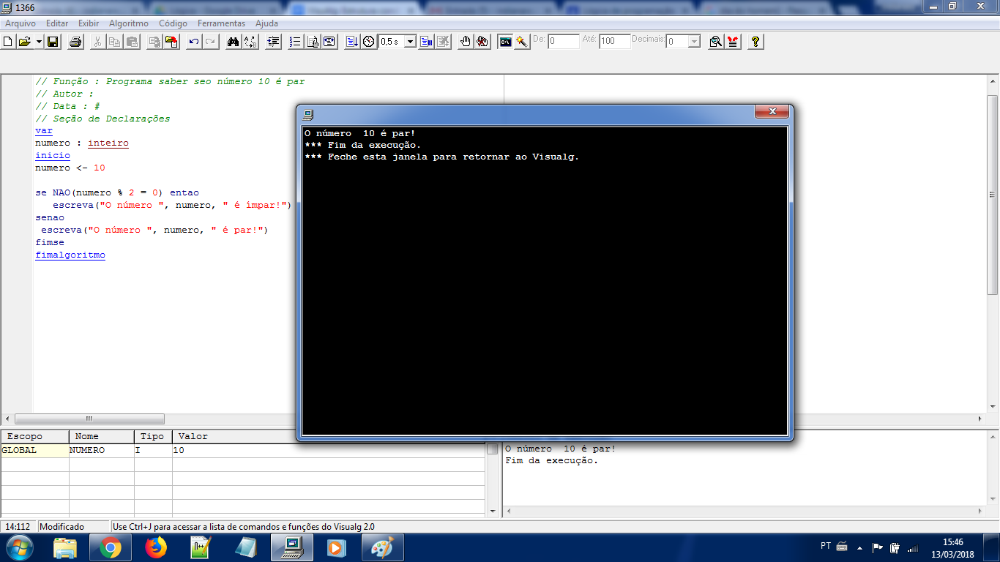 1366
Arquivo Editar Exibir Algoritmo Código Ferramentas Ajuda
0,5 s De: 0 Até: 100 Decimais: 0
// Função : Programa saber seo número 10 é par
// Autor :
// Data : #
// Seção de Declarações
var
numero : inteiro
inicio
numero <- 10
se NAO(numero % 2 = 0) entao
escreva("O número ", numero, " é ímpar!")
senao
escreva("O número ", numero, " é par!")
fimse
fimalgoritmo
O número  10 é par!
*** Fim da execução.
*** Feche esta janela para retornar ao Visualg.
Escopo Nome Tipo Valor
GLOBAL NUMERO I 10
O número  10 é par!
Fim da execução.
14:112 Modificado Use Ctrl+J para acessar a lista de comandos e funções do Visualg 2.0
PT 15:46
13/03/2018